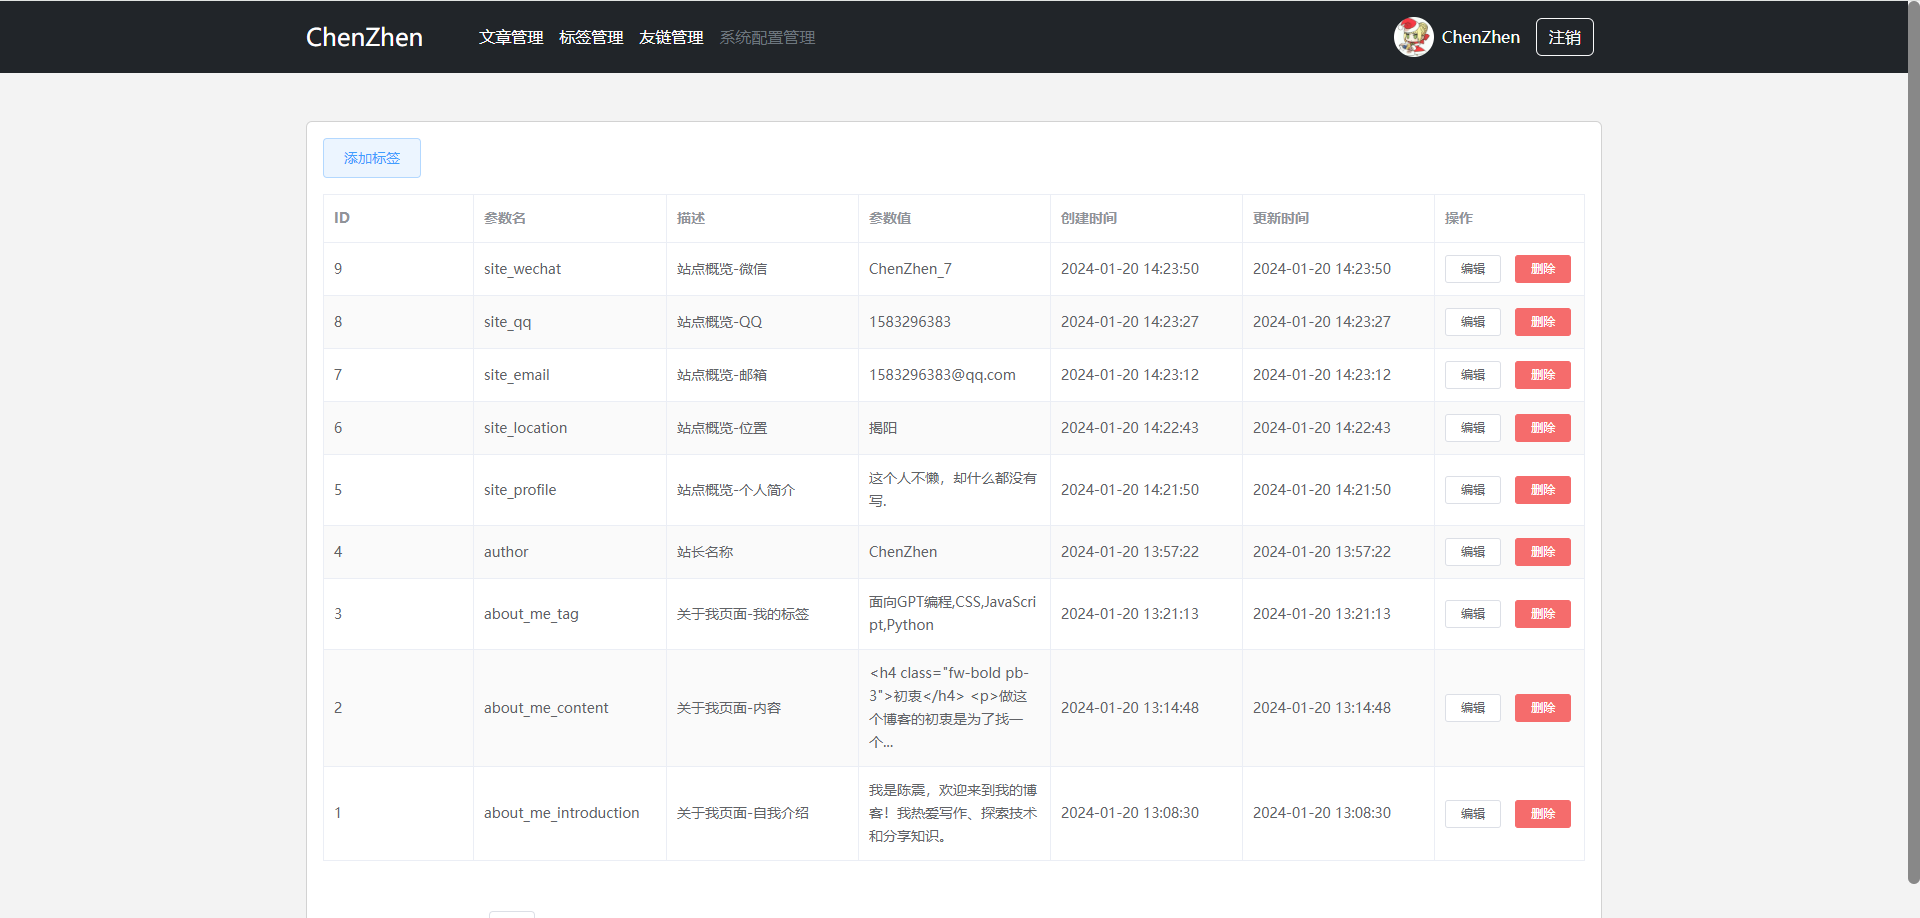 ChenZhen 文章管理 标签管理 友链管理 系统配置管理 ChenZhen 注销
添加标签
ID 参数名 描述 参数值 创建时间 更新时间 操作
9 site_wechat 站点概览-微信 ChenZhen_7 2024-01-20 14:23:50 2024-01-20 14:23:50 编辑 删除
8 site_qq 站点概览-QQ 1583296383 2024-01-20 14:23:27 2024-01-20 14:23:27 编辑 删除
7 site_email 站点概览-邮箱 1583296383@qq.com 2024-01-20 14:23:12 2024-01-20 14:23:12 编辑 删除
6 site_location 站点概览-位置 揭阳 2024-01-20 14:22:43 2024-01-20 14:22:43 编辑 删除
5 site_profile 站点概览-个人简介 这个人不懒，却什么都没有
写.
2024-01-20 14:21:50 2024-01-20 14:21:50 编辑 删除
4 author 站长名称 ChenZhen 2024-01-20 13:57:22 2024-01-20 13:57:22 编辑 删除
3 about_me_tag 关于我页面-我的标签 面向GPT编程,CSS,JavaScri
pt,Python
2024-01-20 13:21:13 2024-01-20 13:21:13 编辑 删除
2 about_me_content 关于我页面-内容 <h4 class="fw-bold pb-
3">初衷</h4> <p>做这
个博客的初衷是为了找一
个...
2024-01-20 13:14:48 2024-01-20 13:14:48 编辑 删除
1 about_me_introduction 关于我页面-自我介绍 我是陈震，欢迎来到我的博
客！我热爱写作、探索技术
和分享知识。
2024-01-20 13:08:30 2024-01-20 13:08:30 编辑 删除